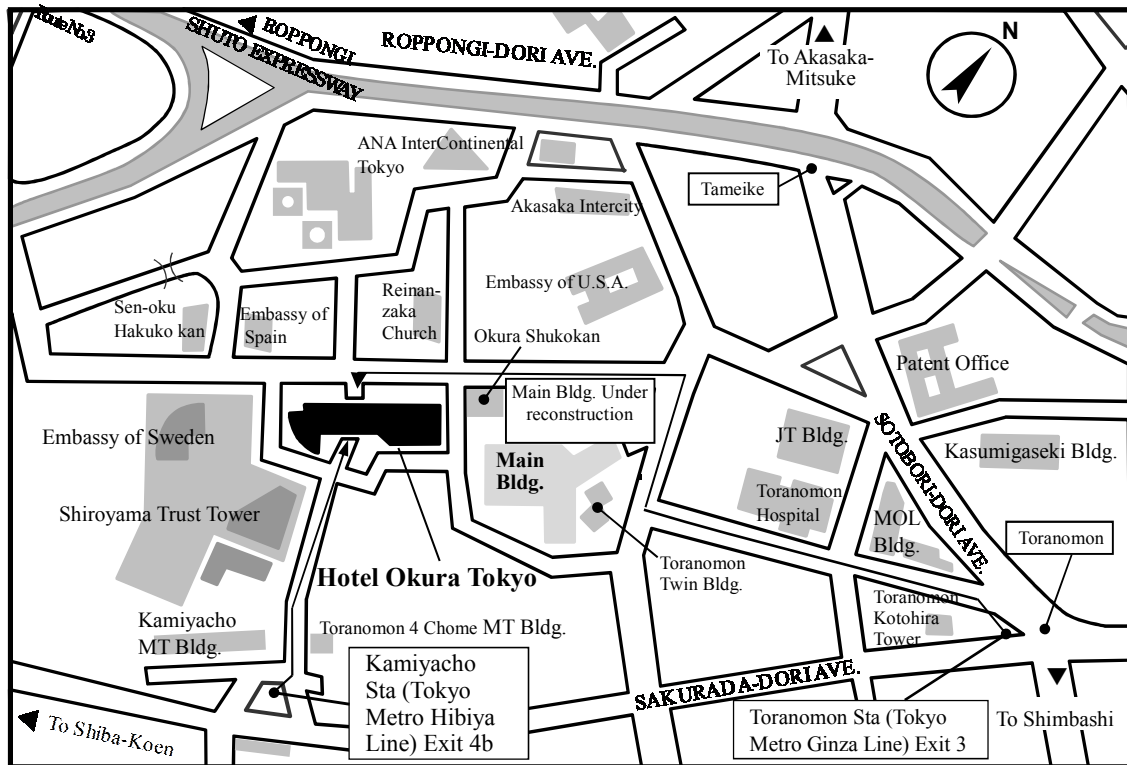 Route No.3
ROPPONGI
SHUTO EXPRESSWAY
ROPPONGI-DORI AVE.
To Akasaka-
Mitsuke
N
ANA InterContinental
Tokyo
Tameike
Akasaka Intercity
Embassy of U.S.A.
Sen-oku
Hakuko kan
Embassy of
Spain
Reinan-
zaka
Church
Okura Shukokan
Patent Office
Main Bldg. Under
reconstruction
Embassy of Sweden
Main
Bldg.
JT Bldg.
SOTOBORI-DORI AVE.
Kasumigaseki Bldg.
Shiroyama Trust Tower
Toranomon
Hospital
MOL
Bldg.
Toranomon
Hotel Okura Tokyo
Toranomon
Twin Bldg.
Toranomon
Kotohira
Tower
Kamiyacho
MT Bldg.
Toranomon 4 Chome MT Bldg.
Kamiyacho
Sta (Tokyo
Metro Hibiya
Line) Exit 4b
SAKURADA-DORI AVE.
Toranomon Sta (Tokyo
Metro Ginza Line) Exit 3
To Shimbashi
To Shiba-Koen